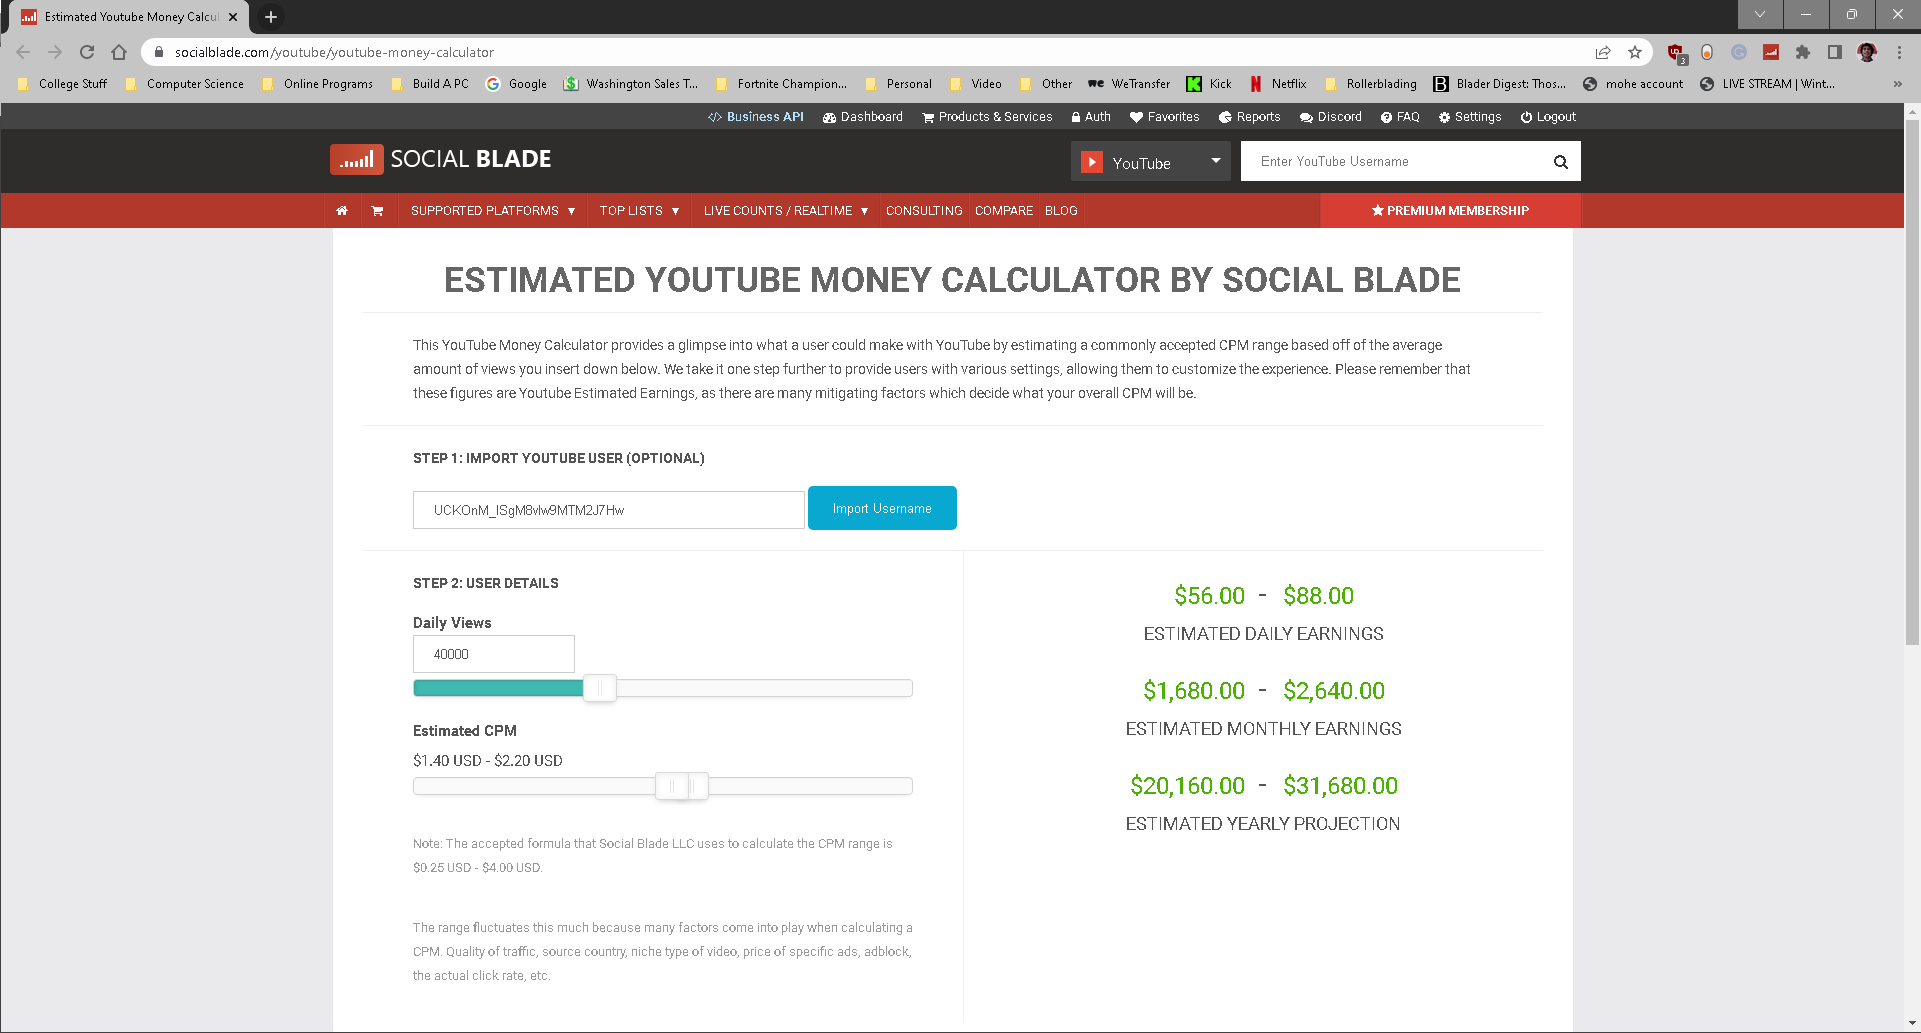 Estimated Youtube Money Calcul
socialblade.com/youtube/youtube-money-calculator
3
College Stuff Computer Science Online Programs Build A PC Google Washington Sales T... Fortnite Champion... Personal Video Other WeTransfer Kick Netflix Rollerblading Blader Digest: Thos... mohe account LIVE STREAM | Wint... »
</> Business API Dashboard Products & Services Auth Favorites Reports Discord FAQ Settings Logout
SOCIAL BLADE YouTube Enter YouTube Username
SUPPORTED PLATFORMS ▼ TOP LISTS ▼ LIVE COUNTS / REALTIME ▼ CONSULTING COMPARE BLOG ★ PREMIUM MEMBERSHIP
ESTIMATED YOUTUBE MONEY CALCULATOR BY SOCIAL BLADE
This YouTube Money Calculator provides a glimpse into what a user could make with YouTube by estimating a commonly accepted CPM range based off of the average
amount of views you insert down below. We take it one step further to provide users with various settings, allowing them to customize the experience. Please remember that
these figures are Youtube Estimated Earnings, as there are many mitigating factors which decide what your overall CPM will be.
STEP 1: IMPORT YOUTUBE USER (OPTIONAL)
Import Username
STEP 2: USER DETAILS
Daily Views
40000
Estimated CPM
$1.40 USD - $2.20 USD
Note: The accepted formula that Social Blade LLC uses to calculate the CPM range is
$0.25 USD - $4.00 USD.
The range fluctuates this much because many factors come into play when calculating a
CPM. Quality of traffic, source country, niche type of video, price of specific ads, adblock,
the actual click rate, etc.
$56.00 - $88.00
ESTIMATED DAILY EARNINGS
$1,680.00 - $2,640.00
ESTIMATED MONTHLY EARNINGS
$20,160.00 - $31,680.00
ESTIMATED YEARLY PROJECTION